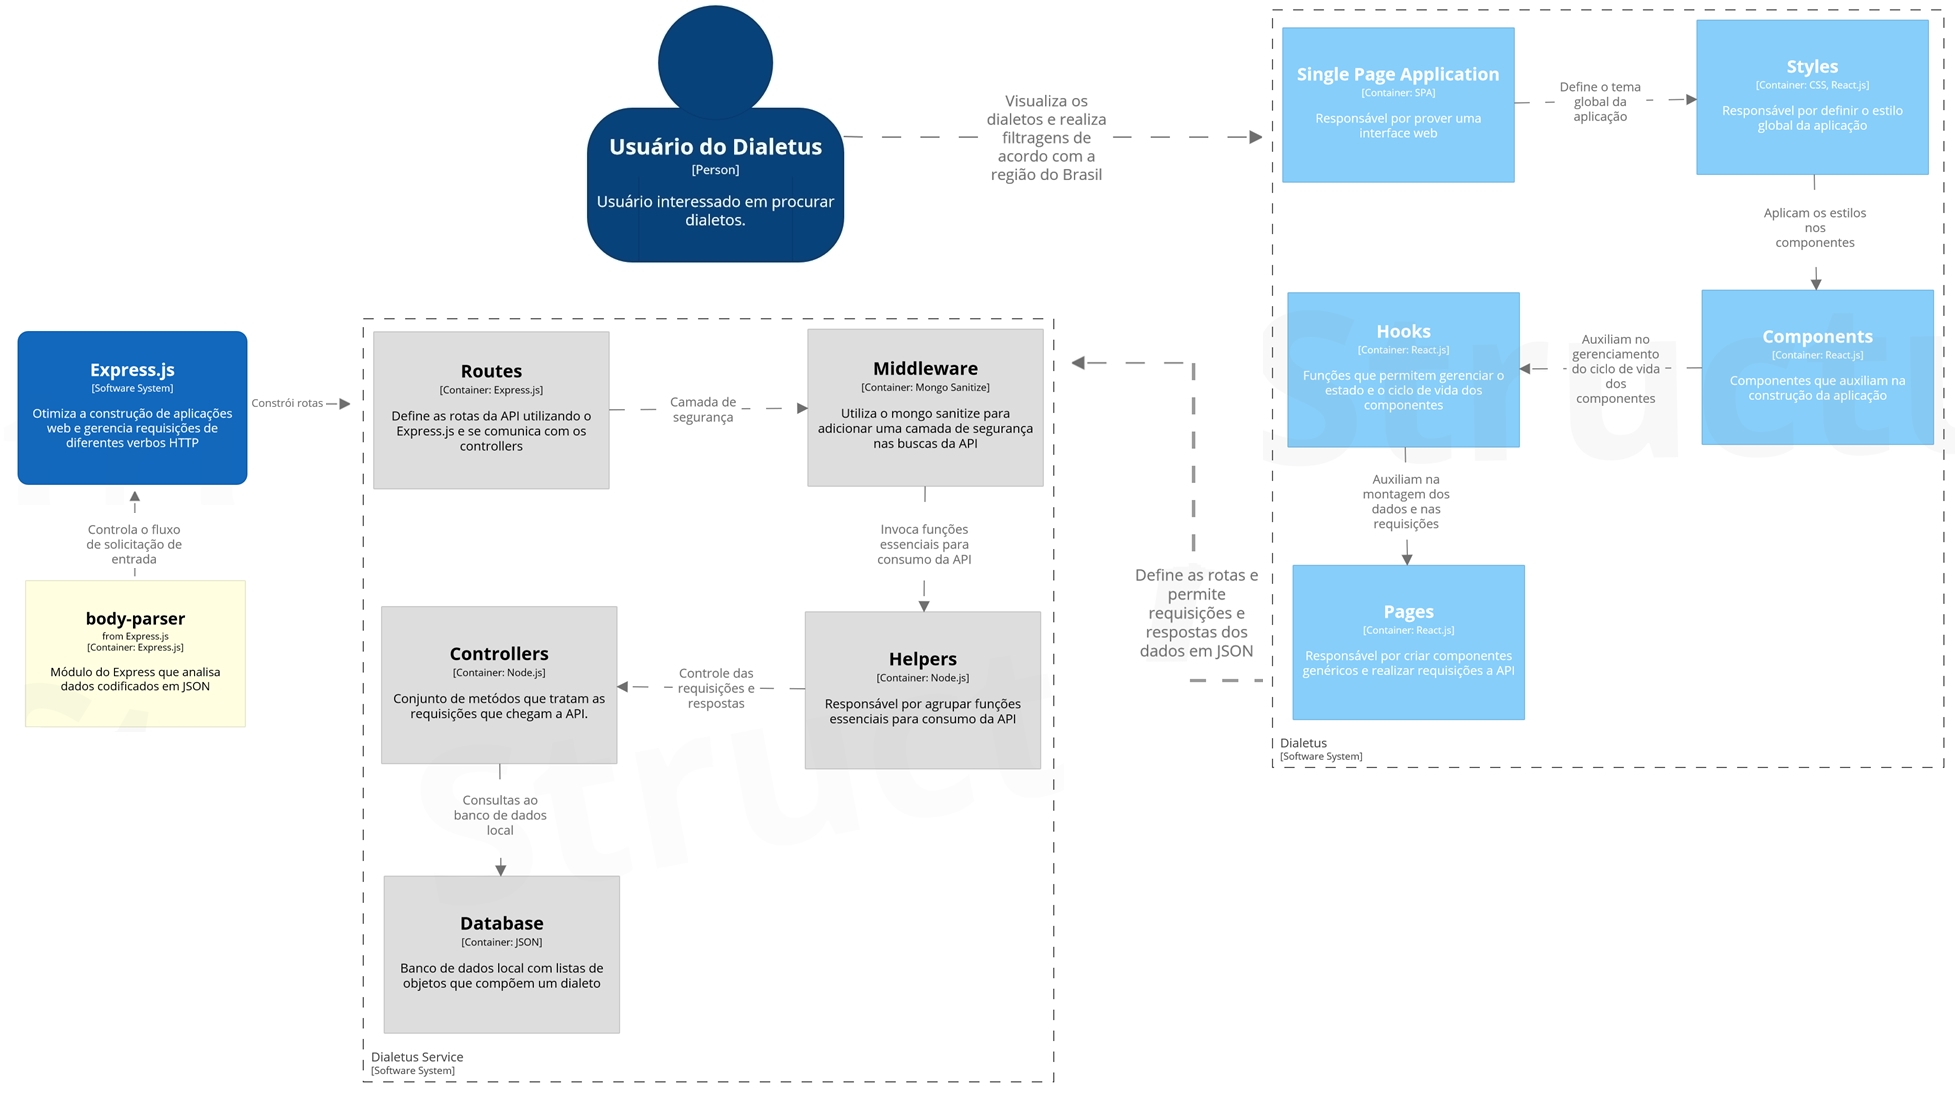 Usuário do Dialetus
[Person]
Usuário interessado em procurar
dialetos.
Visualiza os
dialetos e realiza
filtragens de
acordo com a
região do Brasil
Single Page Application
[Container: SPA]
Responsável por prover uma
interface web
Define o tema
global da
aplicação
Styles
[Container: CSS, React.js]
Responsável por definir o estilo
global da aplicação
Aplicam os estilos
nos
componentes
Components
[Container: React.js]
Componentes que auxiliam na
construção da aplicação
Auxiliam no
gerenciamento
do ciclo de vida
dos
componentes
Hooks
[Container: React.js]
Funções que permitem gerenciar o
estado e o ciclo de vida dos
componentes
Auxiliam na
montagem dos
dados e nas
requisições
Pages
[Container: React.js]
Responsável por criar componentes
genéricos e realizar requisições a API
Dialetus
[Software System]
Define as rotas e
permite
requisições e
respostas dos
dados em JSON
Express.js
[Software System]
Otimiza a construção de aplicações
web e gerencia requisições de
diferentes verbos HTTP
Constrói rotas
Controla o fluxo
de solicitação de
entrada
body-parser
from Express.js
[Container: Express.js]
Módulo do Express que analisa
dados codificados em JSON
Routes
[Container: Express.js]
Define as rotas da API utilizando o
Express.js e se comunica com os
controllers
Camada de
segurança
Middleware
[Container: Mongo Sanitize]
Utiliza o mongo sanitize para
adicionar uma camada de segurança
nas buscas da API
Invoca funções
essenciais para
consumo da API
Helpers
[Container: Node.js]
Responsável por agrupar funções
essenciais para consumo da API
Controle das
requisições e
respostas
Controllers
[Container: Node.js]
Conjunto de metódos que tratam as
requisições que chegam a API.
Consultas ao
banco de dados
local
Database
[Container: JSON]
Banco de dados local com listas de
objetos que compõem um dialeto
Dialetus Service
[Software System]
Struct
Struct